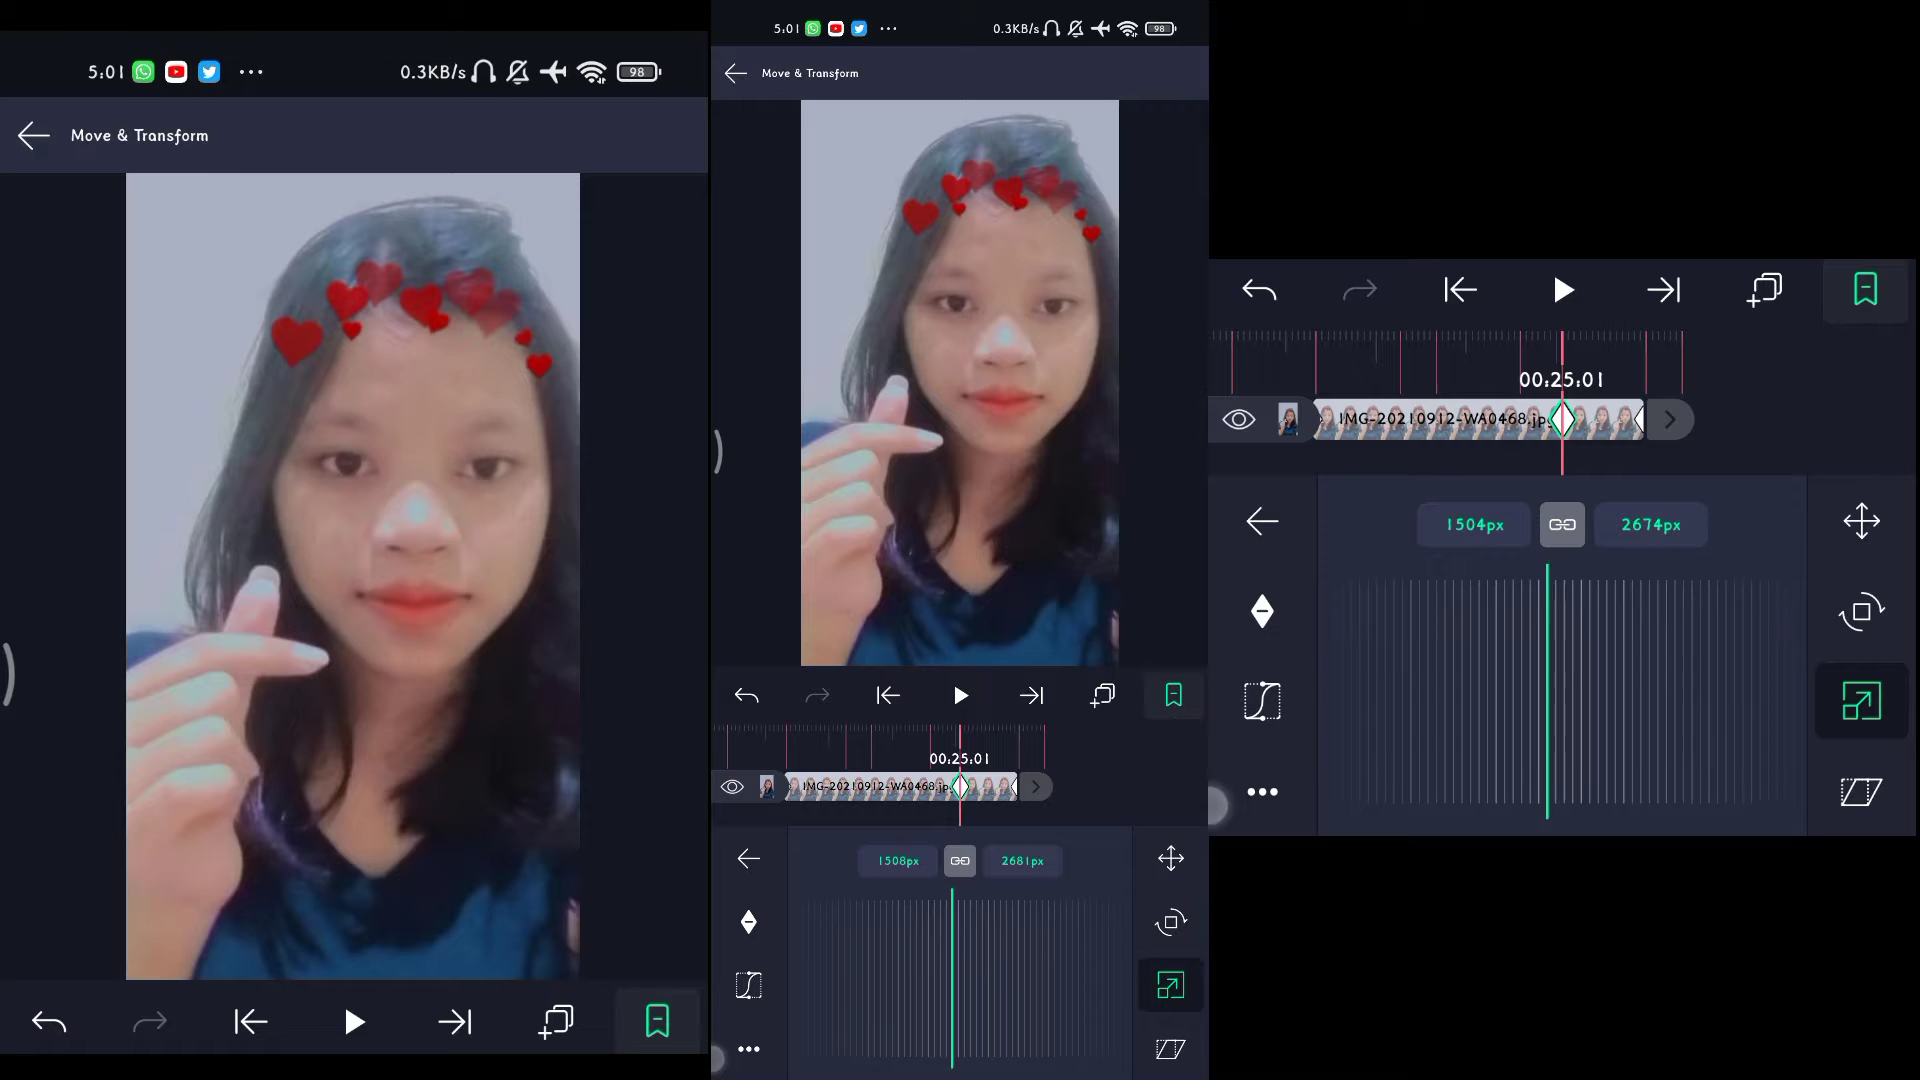 5:01
0.3KB/s
98
Move & Transform
5:01
0.3KB/s
98
Move & Transform
00:25:01
IMG-20210912-WA0468.jp
1508px
2681px
00:25:01
IMG-20210912-WA0468.jp
1504px
2674px